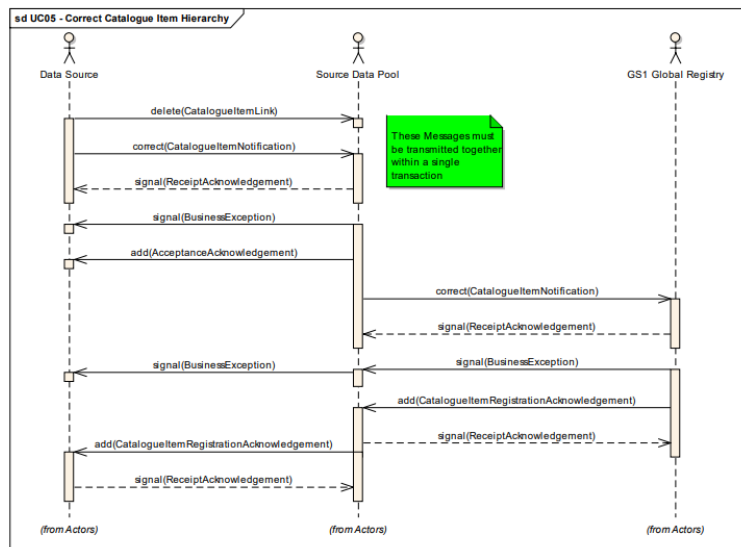 sd UC05 - Correct Catalogue Item Hierarchy
Data Source
Source Data Pool
GS1 Global Registry
delete(CatalogueItemLink)
These Messages must
be transmitted together
within a single
transaction
correct(CatalogueItemNotification)
signal(ReceiptAcknowledgement)
signal(BusinessException)
add(AcceptanceAcknowledgement)
correct(CatalogueItemNotification)
signal(ReceiptAcknowledgement)
signal(BusinessException)
signal(BusinessException)
add(CatalogueItemRegistrationAcknowledgement)
signal(ReceiptAcknowledgement)
add(CatalogueItemRegistrationAcknowledgement)
signal(ReceiptAcknowledgement)
(from Actors)
(from Actors)
(from Actors)